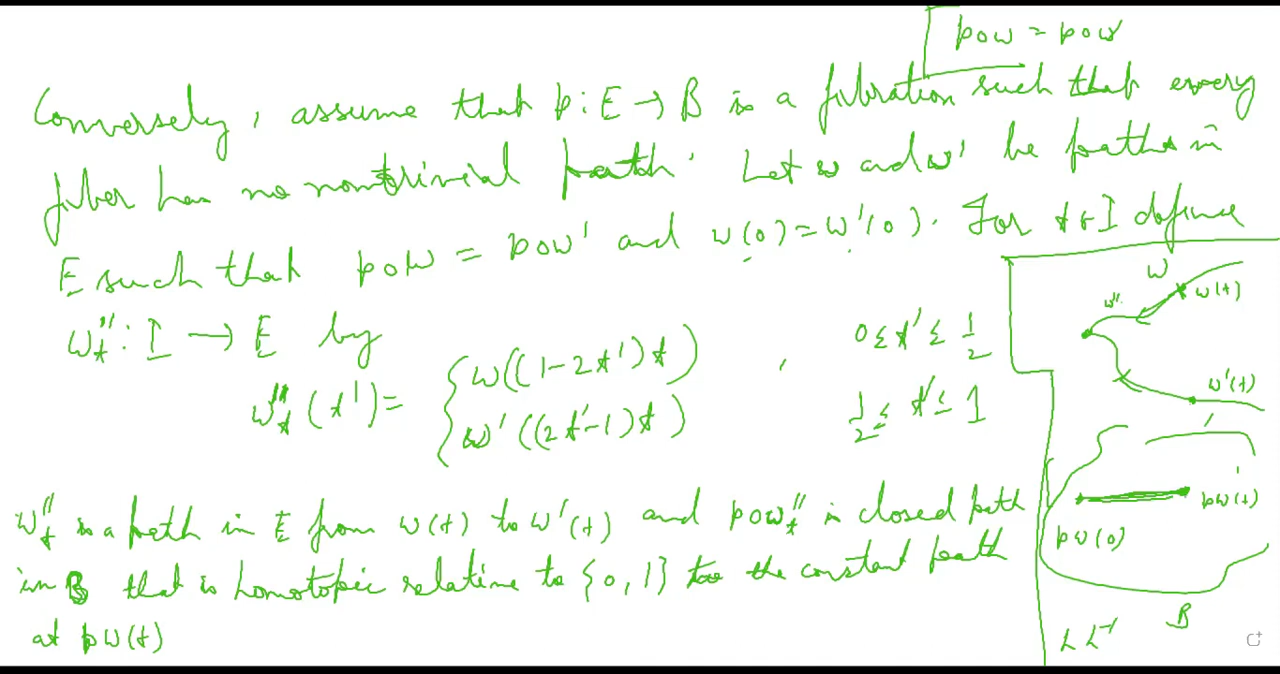 p∘ω = p∘ω'
Conversely, assume that p: E → B is a fibration such that every
fiber has no nontrivial path. Let ω and ω' be paths in
E such that p∘ω = p∘ω' and ω(0) = ω'(0). For t ∈ I define
ω''_t : I → E by
ω''_t(t') = { ω((1-2t')t) , 0 ≤ t' ≤ 1/2
ω'((2t'-1)t) 1/2 ≤ t' ≤ 1
ω''_t is a path in E from ω(t) to ω'(t) and p∘ω''_t is closed path
in B that is homotopic relative to {0,1} to the constant path
at pω(t)
ω
ω''
ω(t)
ω'(t)
pω(t)
pω(0)
B